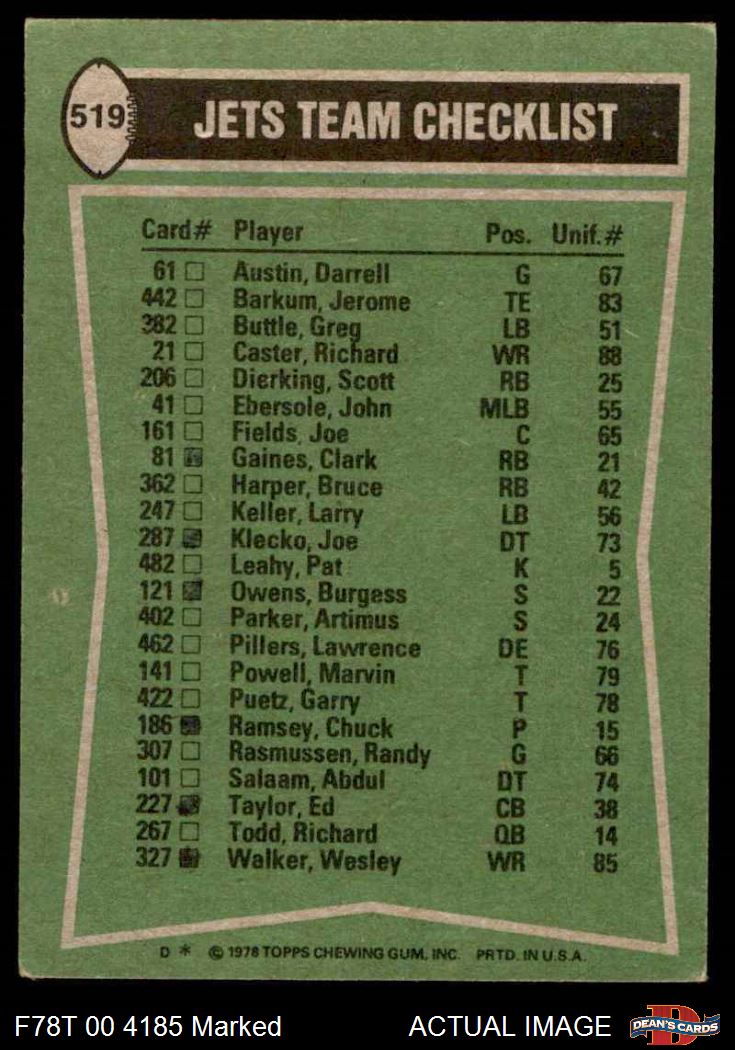 519
JETS TEAM CHECKLIST
Card# Player Pos. Unif.#
61 Austin, Darrell G 67
442 Barkum, Jerome TE 83
382 Buttle, Greg LB 51
21 Caster, Richard WR 88
206 Dierking, Scott RB 25
41 Ebersole, John MLB 55
161 Fields, Joe C 65
81 Gaines, Clark RB 21
362 Harper, Bruce RB 42
247 Keller, Larry LB 56
287 Klecko, Joe DT 73
482 Leahy, Pat K 5
121 Owens, Burgess S 22
402 Parker, Artimus S 24
462 Pillers, Lawrence DE 76
141 Powell, Marvin T 79
422 Puetz, Garry T 78
186 Ramsey, Chuck P 15
307 Rasmussen, Randy G 66
101 Salaam, Abdul DT 74
227 Taylor, Ed CB 38
267 Todd, Richard QB 14
327 Walker, Wesley WR 85
D * © 1978 TOPPS CHEWING GUM, INC. PRTD. IN U.S.A.
F78T 00 4185 Marked ACTUAL IMAGE
D
DEAN'S CARDS